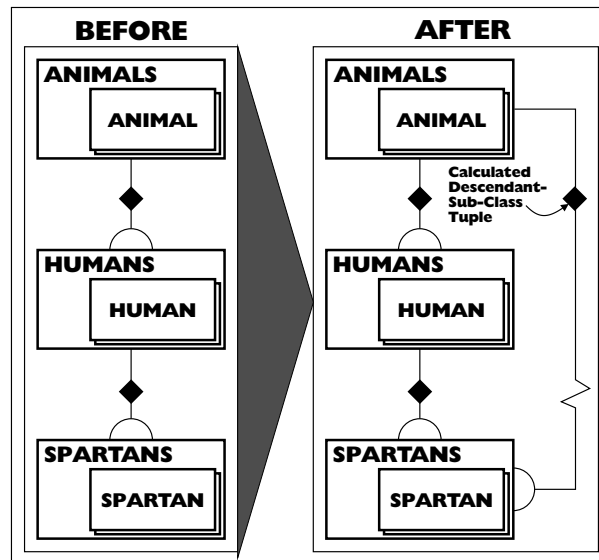 BEFORE
ANIMALS
ANIMAL
HUMANS
HUMAN
SPARTANS
SPARTAN
AFTER
ANIMALS
ANIMAL
Calculated
Descendant-
Sub-Class
Tuple
HUMANS
HUMAN
SPARTANS
SPARTAN